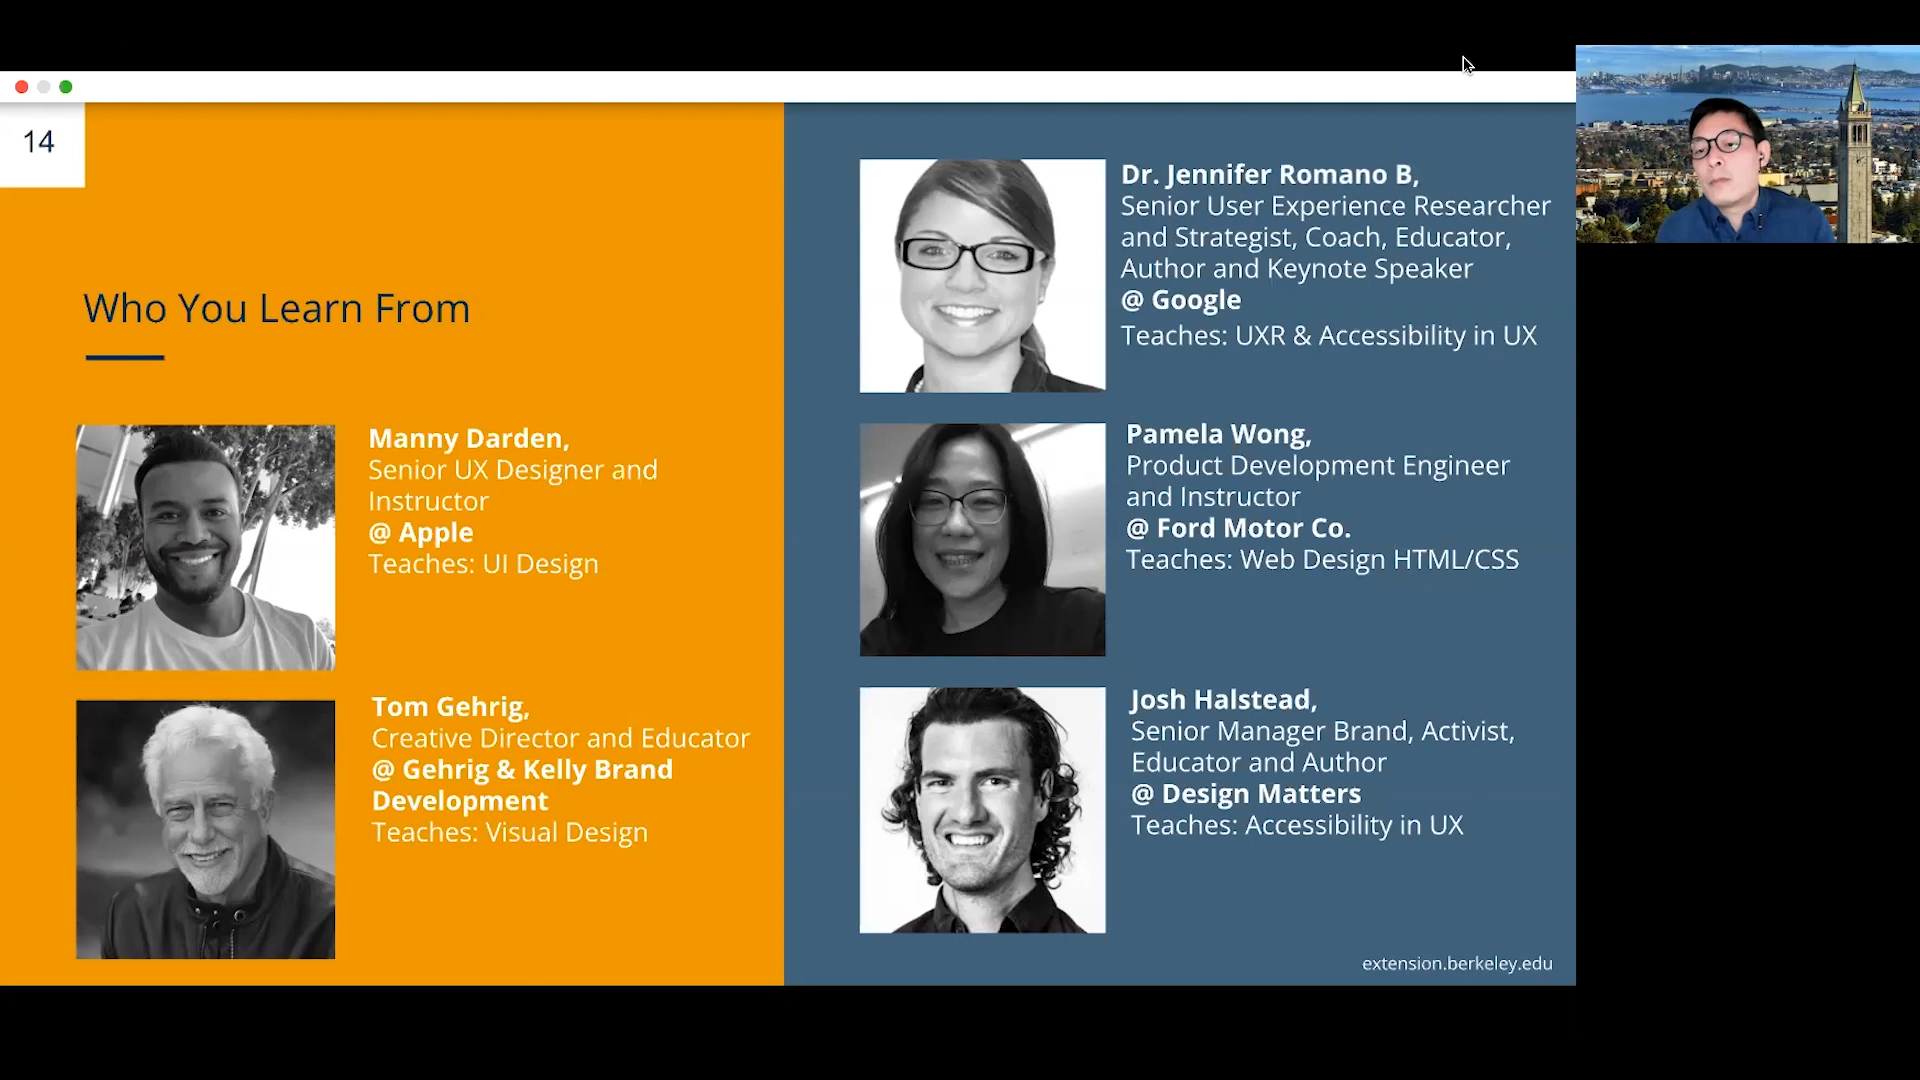 14
Who You Learn From
Manny Darden,
Senior UX Designer and
Instructor
@ Apple
Teaches: UI Design
Tom Gehrig,
Creative Director and Educator
@ Gehrig & Kelly Brand
Development
Teaches: Visual Design
Dr. Jennifer Romano B,
Senior User Experience Researcher
and Strategist, Coach, Educator,
Author and Keynote Speaker
@ Google
Teaches: UXR & Accessibility in UX
Pamela Wong,
Product Development Engineer
and Instructor
@ Ford Motor Co.
Teaches: Web Design HTML/CSS
Josh Halstead,
Senior Manager Brand, Activist,
Educator and Author
@ Design Matters
Teaches: Accessibility in UX
extension.berkeley.edu